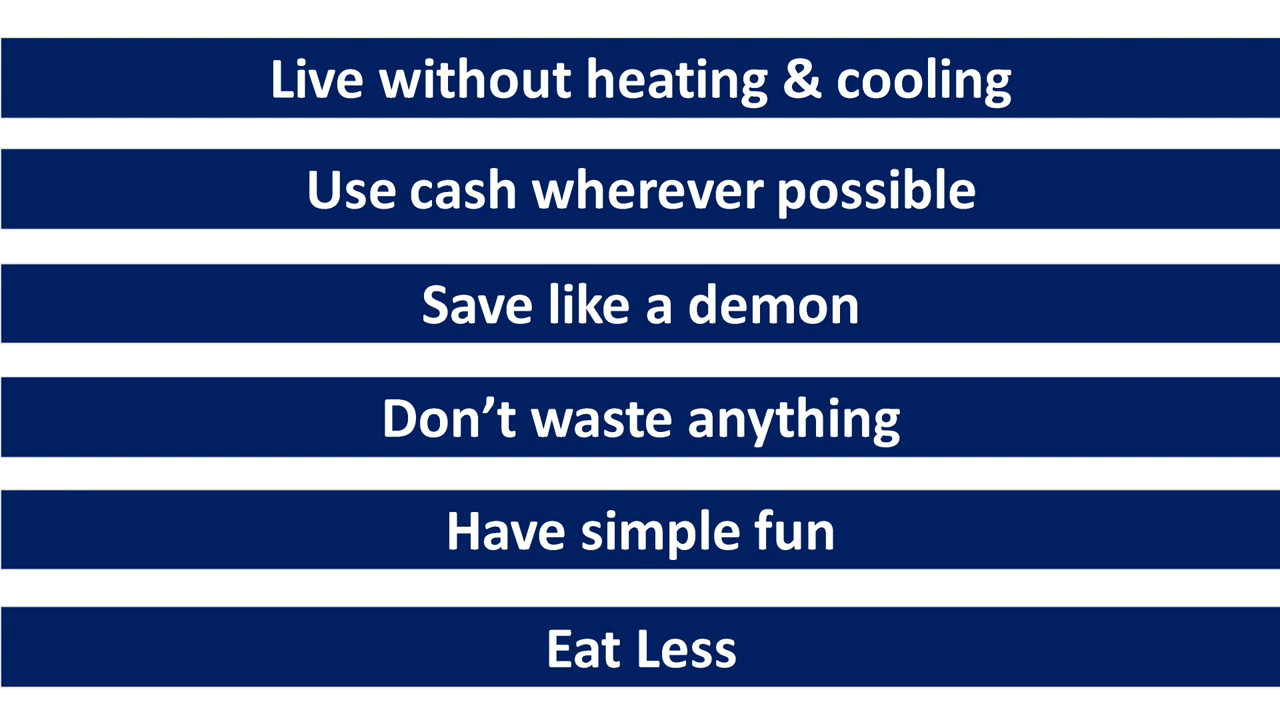 Live without heating & cooling
Use cash wherever possible
Save like a demon
Don’t waste anything
Have simple fun
Eat Less